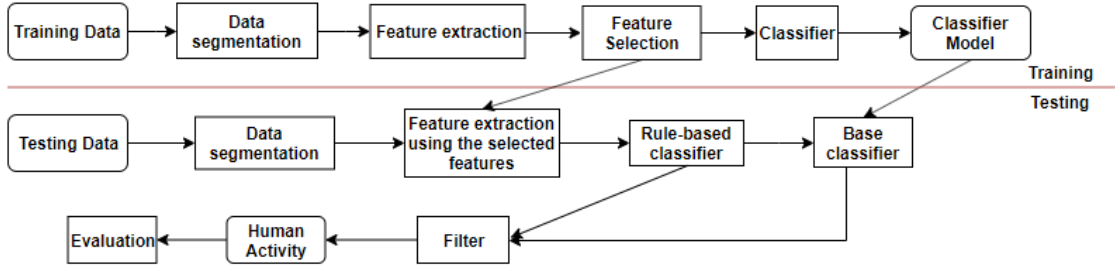 Training Data
Data
segmentation
Feature extraction
Feature
Selection
Classifier
Classifier
Model
Training
Testing
Testing Data
Data
segmentation
Feature extraction
using the selected
features
Rule-based
classifier
Base
classifier
Evaluation
Human
Activity
Filter